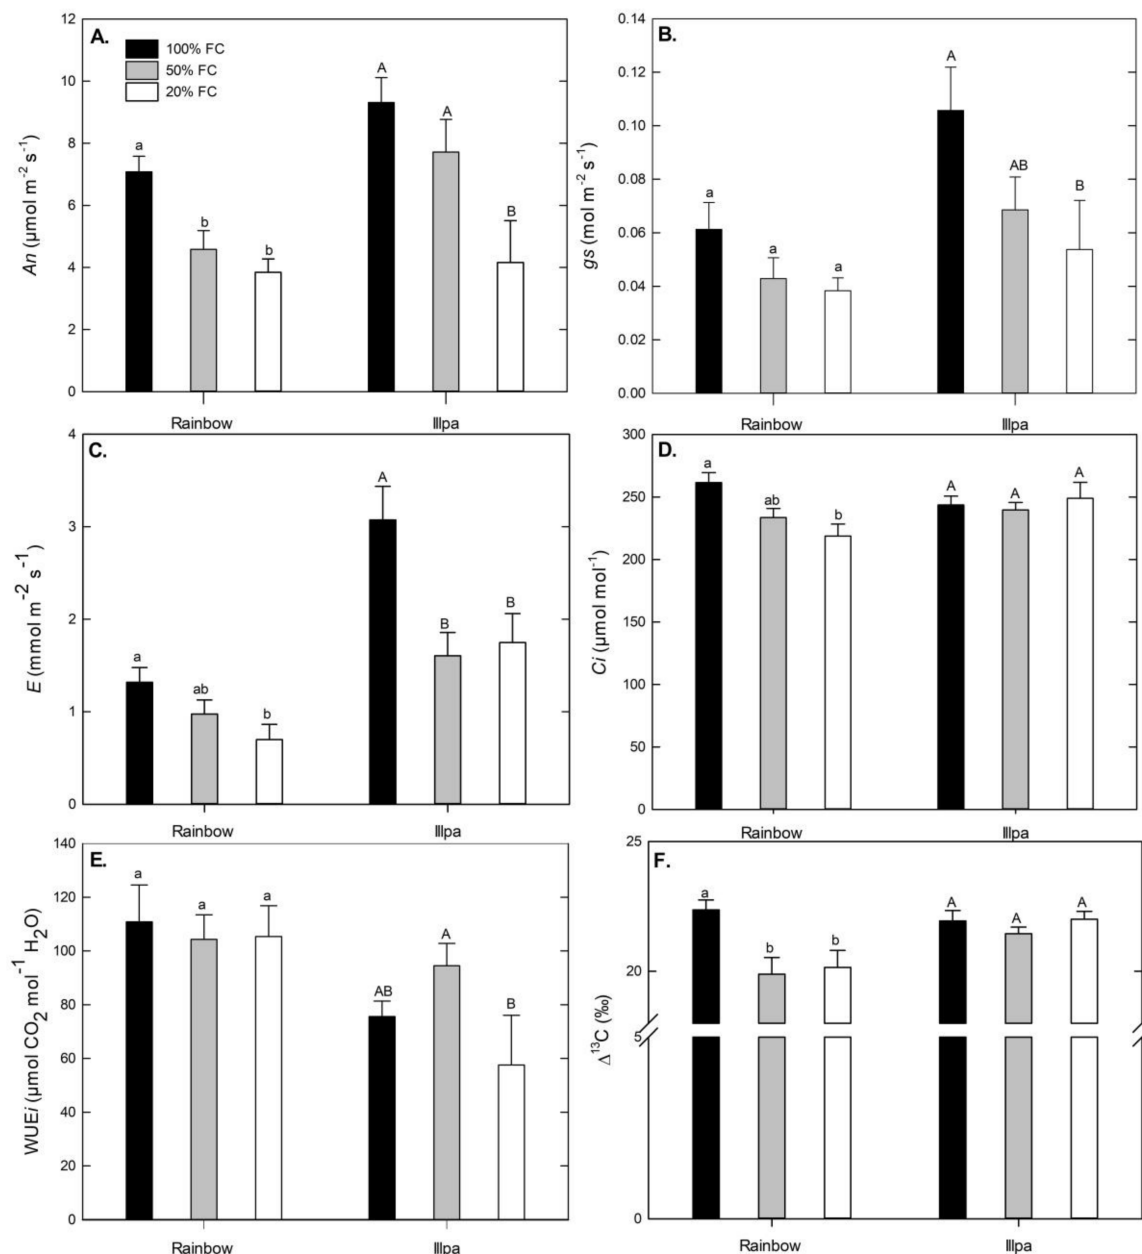 A.
100% FC
50% FC
20% FC
An (µmol m-2 s-1)
12
10
8
6
4
2
0
a
b
b
A
A
B
Rainbow
Illpa
B.
gs (mol m-2 s-1)
0.14
0.12
0.10
0.08
0.06
0.04
0.02
0.00
a
a
a
A
AB
B
Rainbow
Illpa
C.
E (mmol m-2 s-1)
4
3
2
1
0
a
ab
b
A
B
B
Rainbow
Illpa
D.
Ci (µmol mol-1)
300
250
200
150
100
50
0
a
ab
b
A
A
A
Rainbow
Illpa
E.
WUEi (µmol CO2 mol-1 H2O)
140
120
100
80
60
40
20
0
a
a
a
AB
A
B
Rainbow
Illpa
F.
Δ13C (‰)
25
20
5
0
a
b
b
A
A
A
Rainbow
Illpa